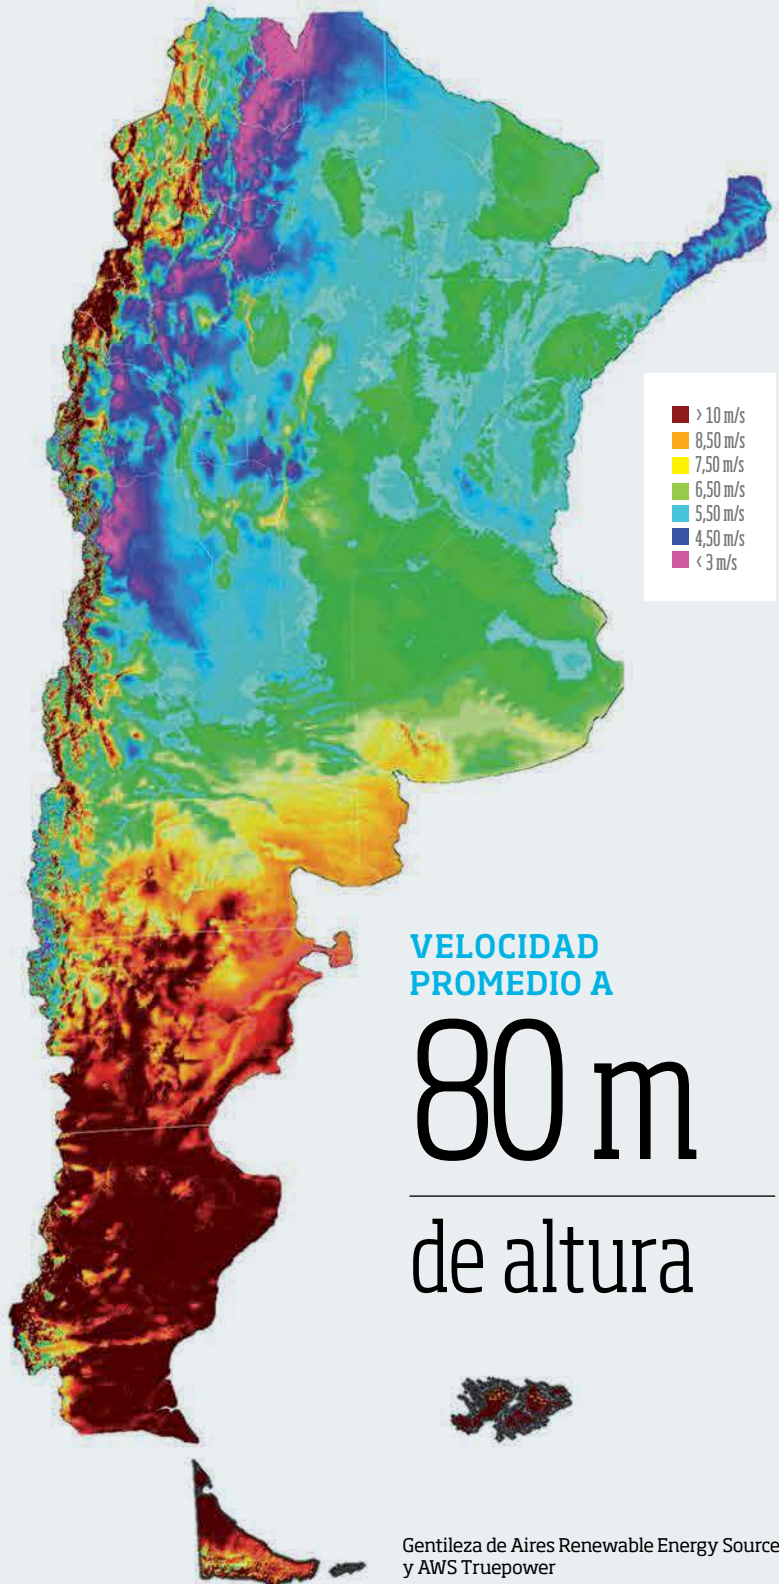 > 10 m/s
8,50 m/s
7,50 m/s
6,50 m/s
5,50 m/s
4,50 m/s
< 3 m/s
VELOCIDAD
PROMEDIO A
80 m
de altura
Gentileza de Aires Renewable Energy Source
y AWS Truepower